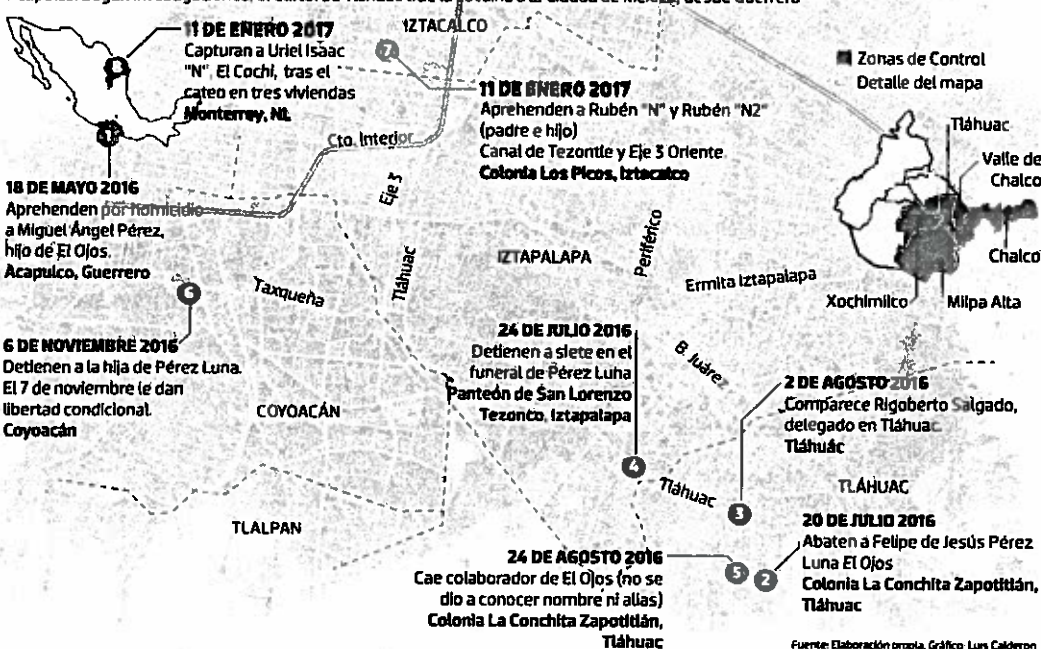 IZTACALCO
11 DE ENERO 2017
Capturan a Uriel Isaac
"N", El Cochi, tras el
cateo en tres viviendas
Monterrey, NL
7
11 DE ENERO 2017
Aprehenden a Rubén "N" y Rubén "N2"
(padre e hijo)
Canal de Tezontle y Eje 3 Oriente
Colonia Los Picos, Iztacalco
Zonas de Control
Detalle del mapa
Tláhuac
Valle de
Chalco
Chalco
Xochimilco
Milpa Alta
Cto. Interior
Eje 3
18 DE MAYO 2016
Aprehenden por homicidio
a Miguel Ángel Pérez,
hijo de El Ojos.
Acapulco, Guerrero
Tláhuac
IZTAPALAPA
Periférico
Ermita Iztapalapa
Taxqueña
6
6 DE NOVIEMBRE 2016
Detienen a la hija de Pérez Luna.
El 7 de noviembre le dan
libertad condicional.
Coyoacán
COYOACÁN
24 DE JULIO 2016
Detienen a siete en el
funeral de Pérez Luna
Panteón de San Lorenzo
Tezonco, Iztapalapa
B. Juárez
2 DE AGOSTO 2016
Comparece Rigoberto Salgado,
delegado en Tláhuac.
Tláhuac
4
Tláhuac
3
TLÁHUAC
TLALPAN
20 DE JULIO 2016
Abaten a Felipe de Jesús Pérez
Luna El Ojos
Colonia La Conchita Zapotitlán,
Tláhuac
24 DE AGOSTO 2016
Cae colaborador de El Ojos (no se
dio a conocer nombre ni alias)
Colonia La Conchita Zapotitlán,
Tláhuac
5
2
Fuente: Elaboración propia. Gráfico: Luis Calderón